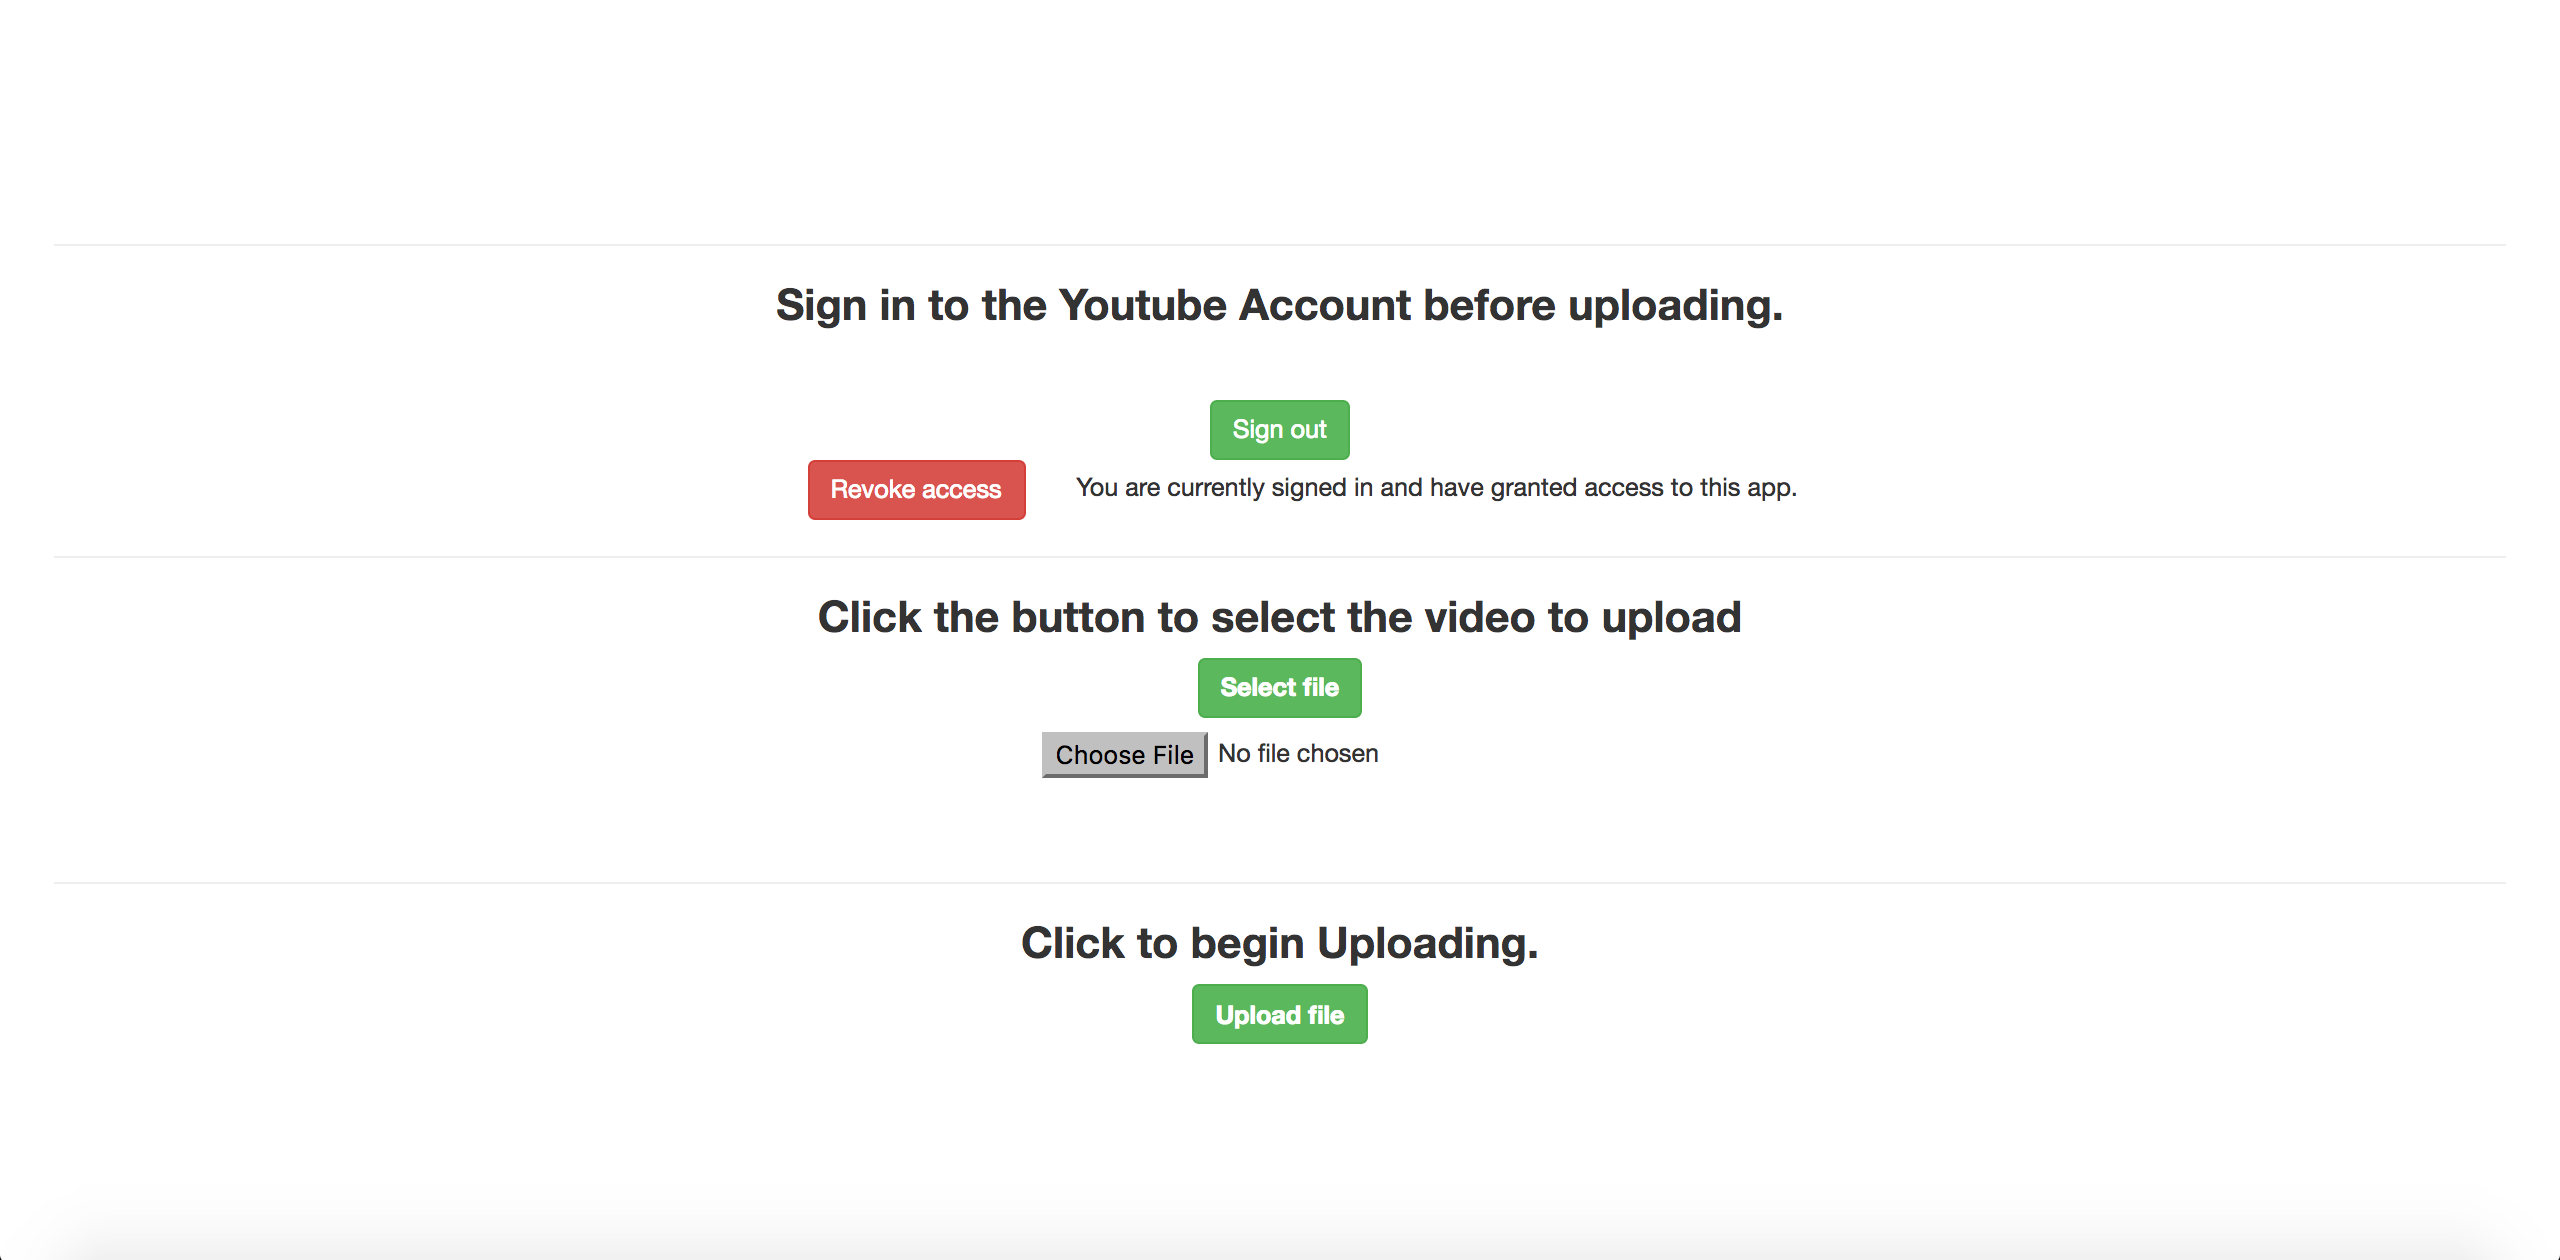 Sign in to the Youtube Account before uploading.
Sign out
Revoke access You are currently signed in and have granted access to this app.
Click the button to select the video to upload
Select file
Choose File No file chosen
Click to begin Uploading.
Upload file